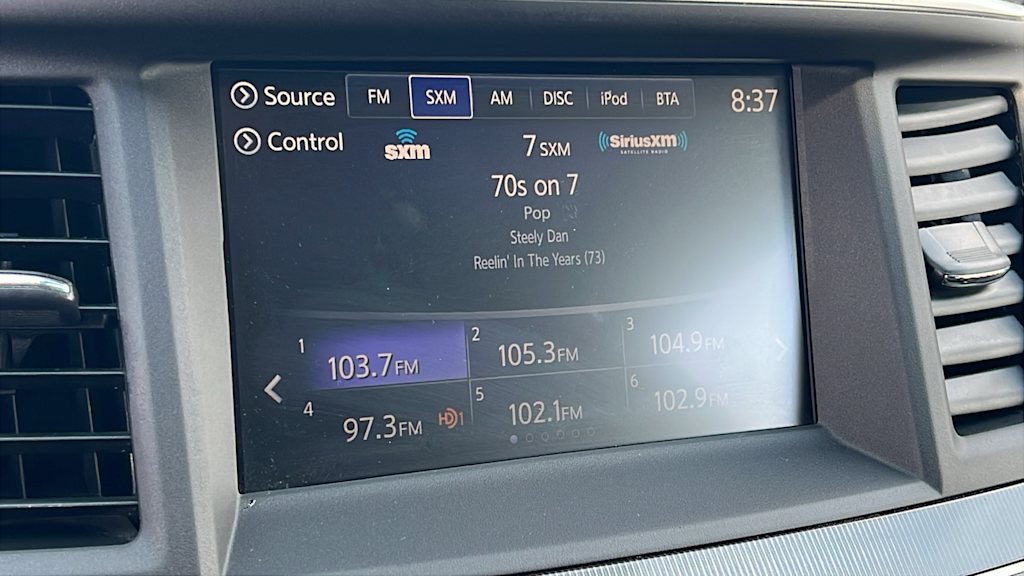 Source FM SXM AM DISC iPod BTA 8:37
Control sxm 7 SXM SiriusXM
SATELLITE RADIO
70s on 7
Pop
Steely Dan
Reelin' In The Years (73)
1 103.7FM 2 105.3FM 3 104.9FM
4 97.3FM HD1 5 102.1FM 6 102.9FM